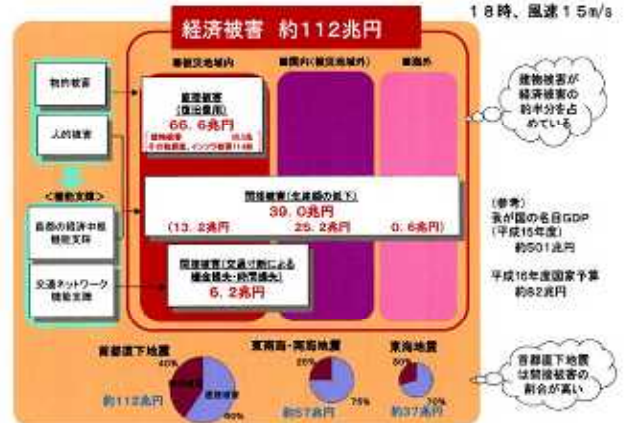 18時、風速15m/s
経済被害 約112兆円
■被災地域内
■国内(被災地域外)
■海外
物的被害
人的被害
<機能支障>
首都の経済中枢
機能支障
交通ネットワーク
機能支障
直接被害
(復旧費用)
66.6兆円
間接被害(生産額の低下)
39.0兆円
(13.2兆円 25.2兆円 0.6兆円)
間接被害(交通寸断による
機会損失・時間損失)
6.2兆円
建物被害が
経済被害の
約半分を占
めている
(参考)
我が国の名目GDP
(平成15年度)
約501兆円
平成16年度国家予算
約82兆円
首都直下地震
40%
60%
約112兆円
東南海・南海地震
25%
75%
約57兆円
東海地震
30%
70%
約37兆円
首都直下地震
は間接被害の
割合が高い